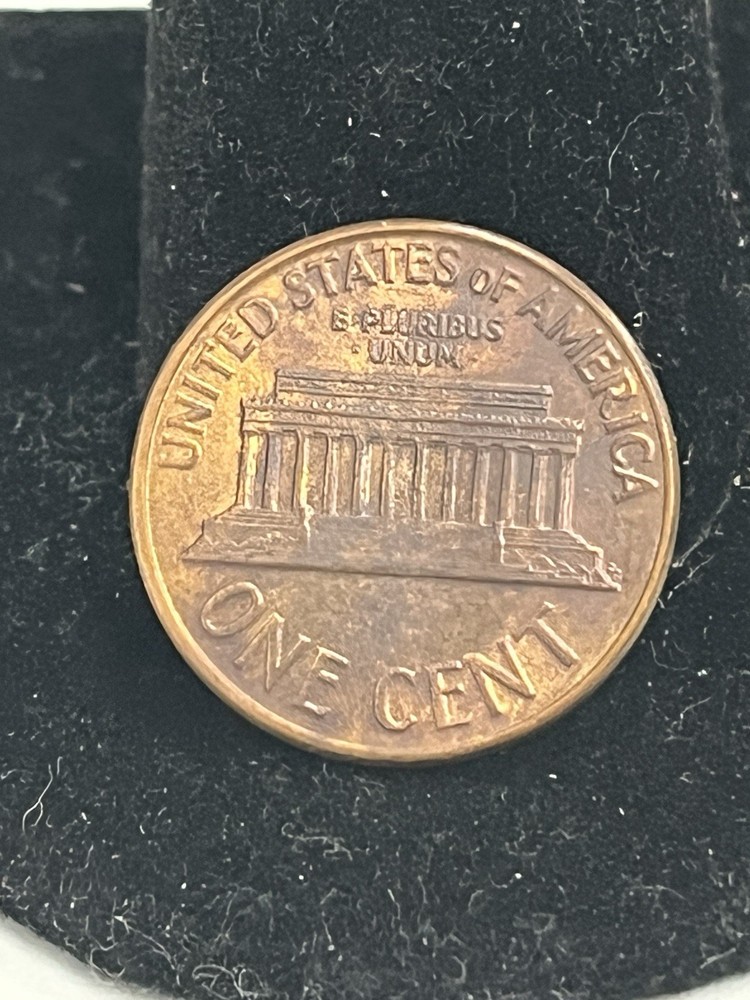 UNITED STATES OF AMERICA
E·PLURIBUS
·UNUM
ONE CENT